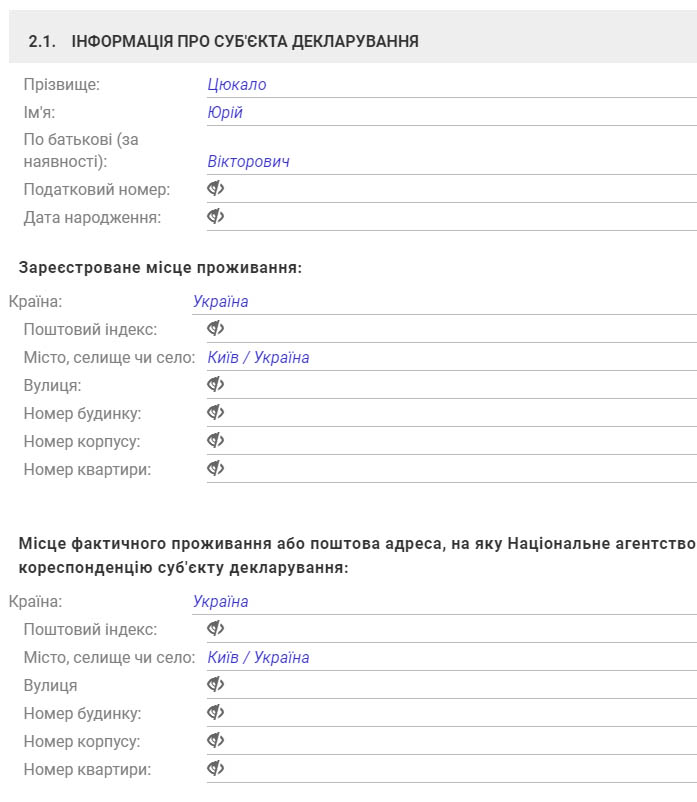 2.1. ІНФОРМАЦІЯ ПРО СУБ'ЄКТА ДЕКЛАРУВАННЯ
Прізвище: Цюкало
Ім'я: Юрій
По батькові (за
наявності): Вікторович
Податковий номер:
Дата народження:
Зареєстроване місце проживання:
Країна: Україна
Поштовий індекс:
Місто, селище чи село: Київ / Україна
Вулиця:
Номер будинку:
Номер корпусу:
Номер квартири:
Місце фактичного проживання або поштова адреса, на яку Національне агентство
кореспонденцію суб'єкту декларування:
Країна: Україна
Поштовий індекс:
Місто, селище чи село: Київ / Україна
Вулиця
Номер будинку:
Номер корпусу:
Номер квартири: